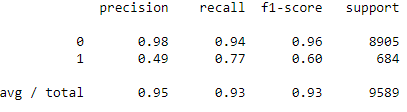 precision recall f1-score support
0 0.98 0.94 0.96 8905
1 0.49 0.77 0.60 684
avg / total 0.95 0.93 0.93 9589